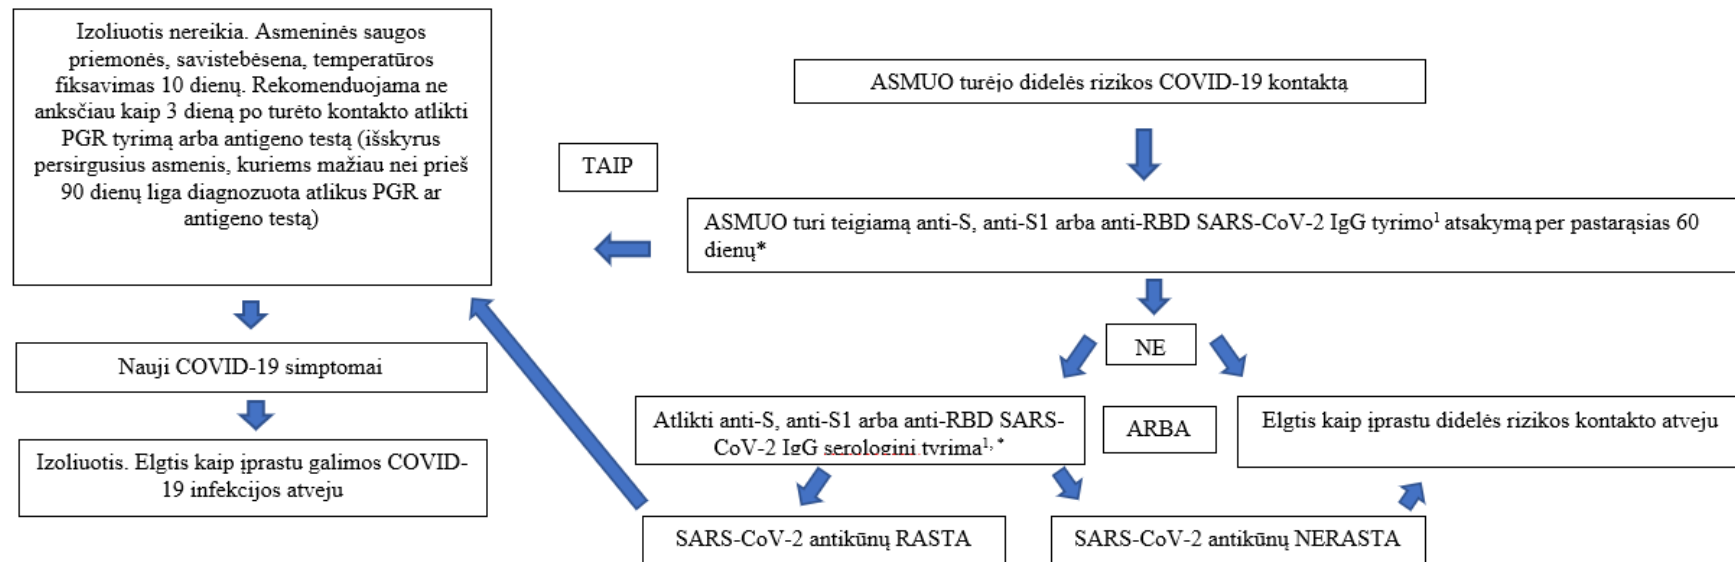 Izoliuotis nereikia. Asmeninės saugos
priemonės, savistebėsena, temperatūros
fiksavimas 10 dienų. Rekomenduojama ne
anksčiau kaip 3 dieną po turėto kontakto atlikti
PGR tyrimą arba antigeno testą (išskyrus
persirgusius asmenis, kuriems mažiau nei prieš
90 dienų liga diagnozuota atlikus PGR ar
antigeno testą)
ASMUO turėjo didelės rizikos COVID-19 kontaktą
TAIP
ASMUO turi teigiamą anti-S, anti-S1 arba anti-RBD SARS-CoV-2 IgG tyrimo¹ atsakymą per pastarąsias 60
dienų*
NE
Nauji COVID-19 simptomai
Atlikti anti-S, anti-S1 arba anti-RBD SARS-
CoV-2 IgG serologinį tyrimą¹, *
ARBA
Elgtis kaip įprastu didelės rizikos kontakto atveju
Izoliuotis. Elgtis kaip įprastu galimos COVID-
19 infekcijos atveju
SARS-CoV-2 antikūnų RASTA
SARS-CoV-2 antikūnų NERASTA